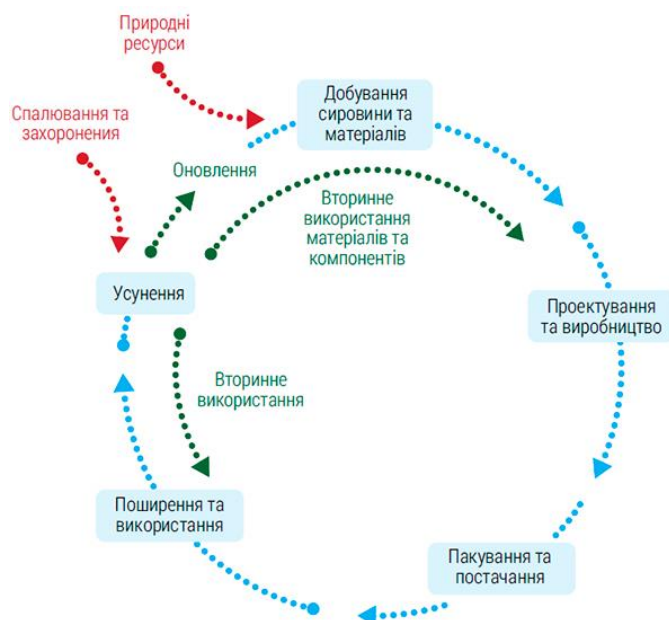 Природні
ресурси
Спалювання та
захоронения
Добування
сировини та
матеріалів
Оновлення
Вторинне
використання
матеріалів та
компонентів
Усунення
Проектування
та виробництво
Вторинне
використання
Поширення та
використання
Пакування та
постачання